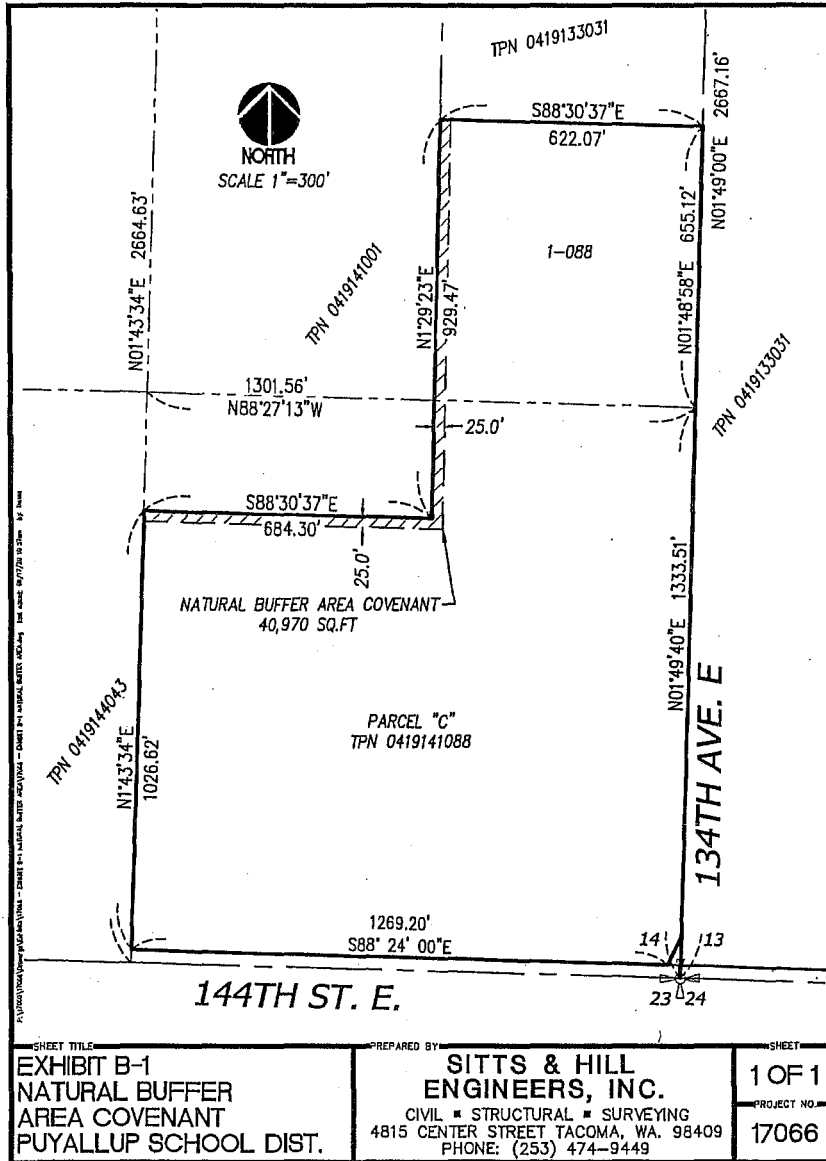 TPN 0419133031
NORTH
SCALE 1"=300'
S88°30'37"E
622.07'
N01°49'00"E 2667.16'
N01°43'34"E 2664.63'
TPN 0419141001
N1°29'23"E
929.47'
1-088
N01°48'58"E 655.12'
TPN 0419133031
1301.56'
N88°27'13"W
25.0'
S88°30'37"E
684.30'
25.0'
NATURAL BUFFER AREA COVENANT
40,970 SQ.FT
N01°49'40"E 1333.51'
TPN 0419144043
N1°43'34"E
1026.62'
PARCEL "C"
TPN 0419141088
134TH AVE. E
1269.20'
S88° 24' 00"E
14
13
23
24
144TH ST. E.
SHEET TITLE
EXHIBIT B-1
NATURAL BUFFER
AREA COVENANT
PUYALLUP SCHOOL DIST.
PREPARED BY
SITTS & HILL
ENGINEERS, INC.
CIVIL ■ STRUCTURAL ■ SURVEYING
4815 CENTER STREET TACOMA, WA. 98409
PHONE: (253) 474-9449
SHEET
1 OF 1
PROJECT NO.
17066